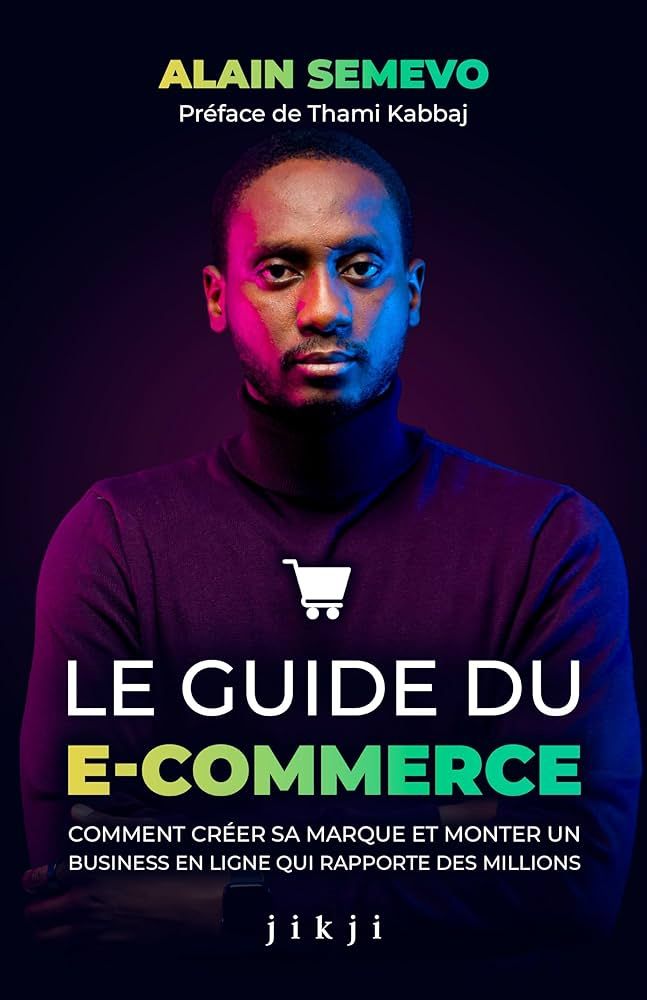 ALAIN SEMEVO
Préface de Thami Kabbaj
LE GUIDE DU
E-COMMERCE
COMMENT CRÉER SA MARQUE ET MONTER UN
BUSINESS EN LIGNE QUI RAPPORTE DES MILLIONS
jikji